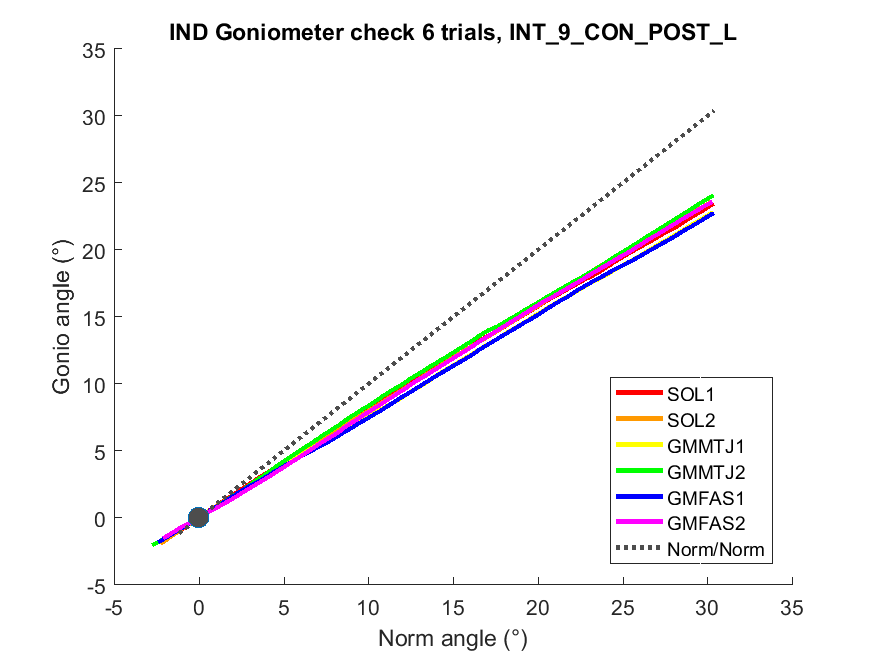 IND Goniometer check 6 trials, INT_9_CON_POST_L
35
30
25
20
15
10
5
0
-5
Gonio angle (°)
SOL1
SOL2
GMMTJ1
GMMTJ2
GMFAS1
GMFAS2
Norm/Norm
-5 0 5 10 15 20 25 30 35
Norm angle (°)